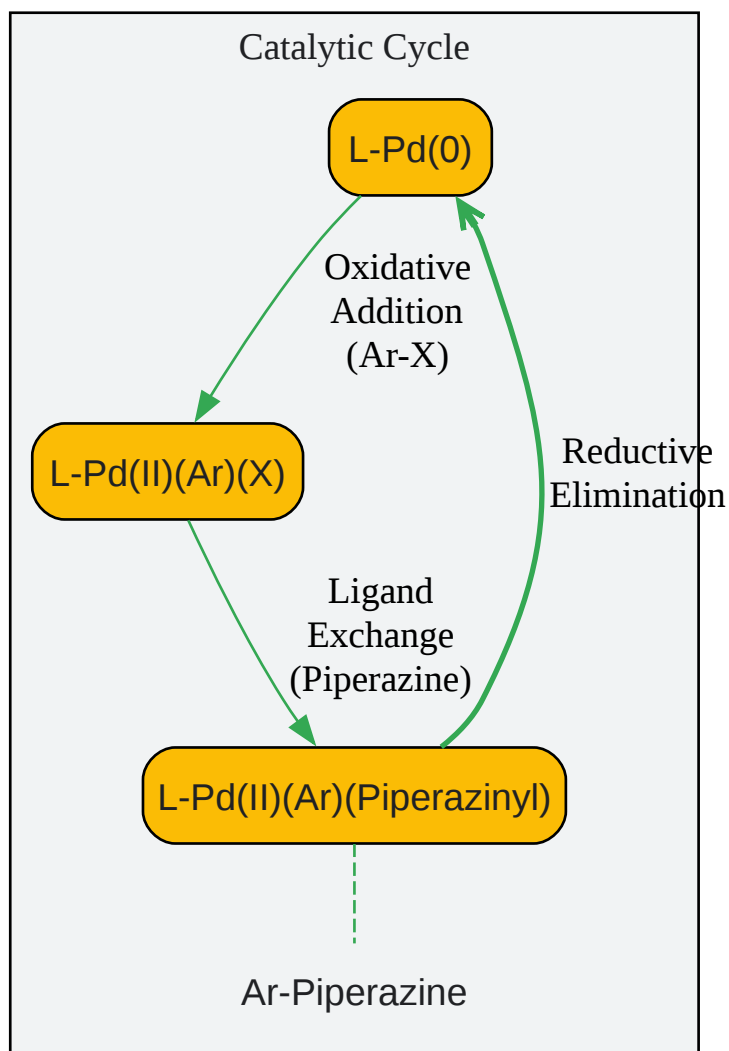 Catalytic Cycle
L-Pd(0)
Oxidative
Addition
(Ar-X)
L-Pd(II)(Ar)(X)
Reductive
Elimination
Ligand
Exchange
(Piperazine)
L-Pd(II)(Ar)(Piperazinyl)
Ar-Piperazine